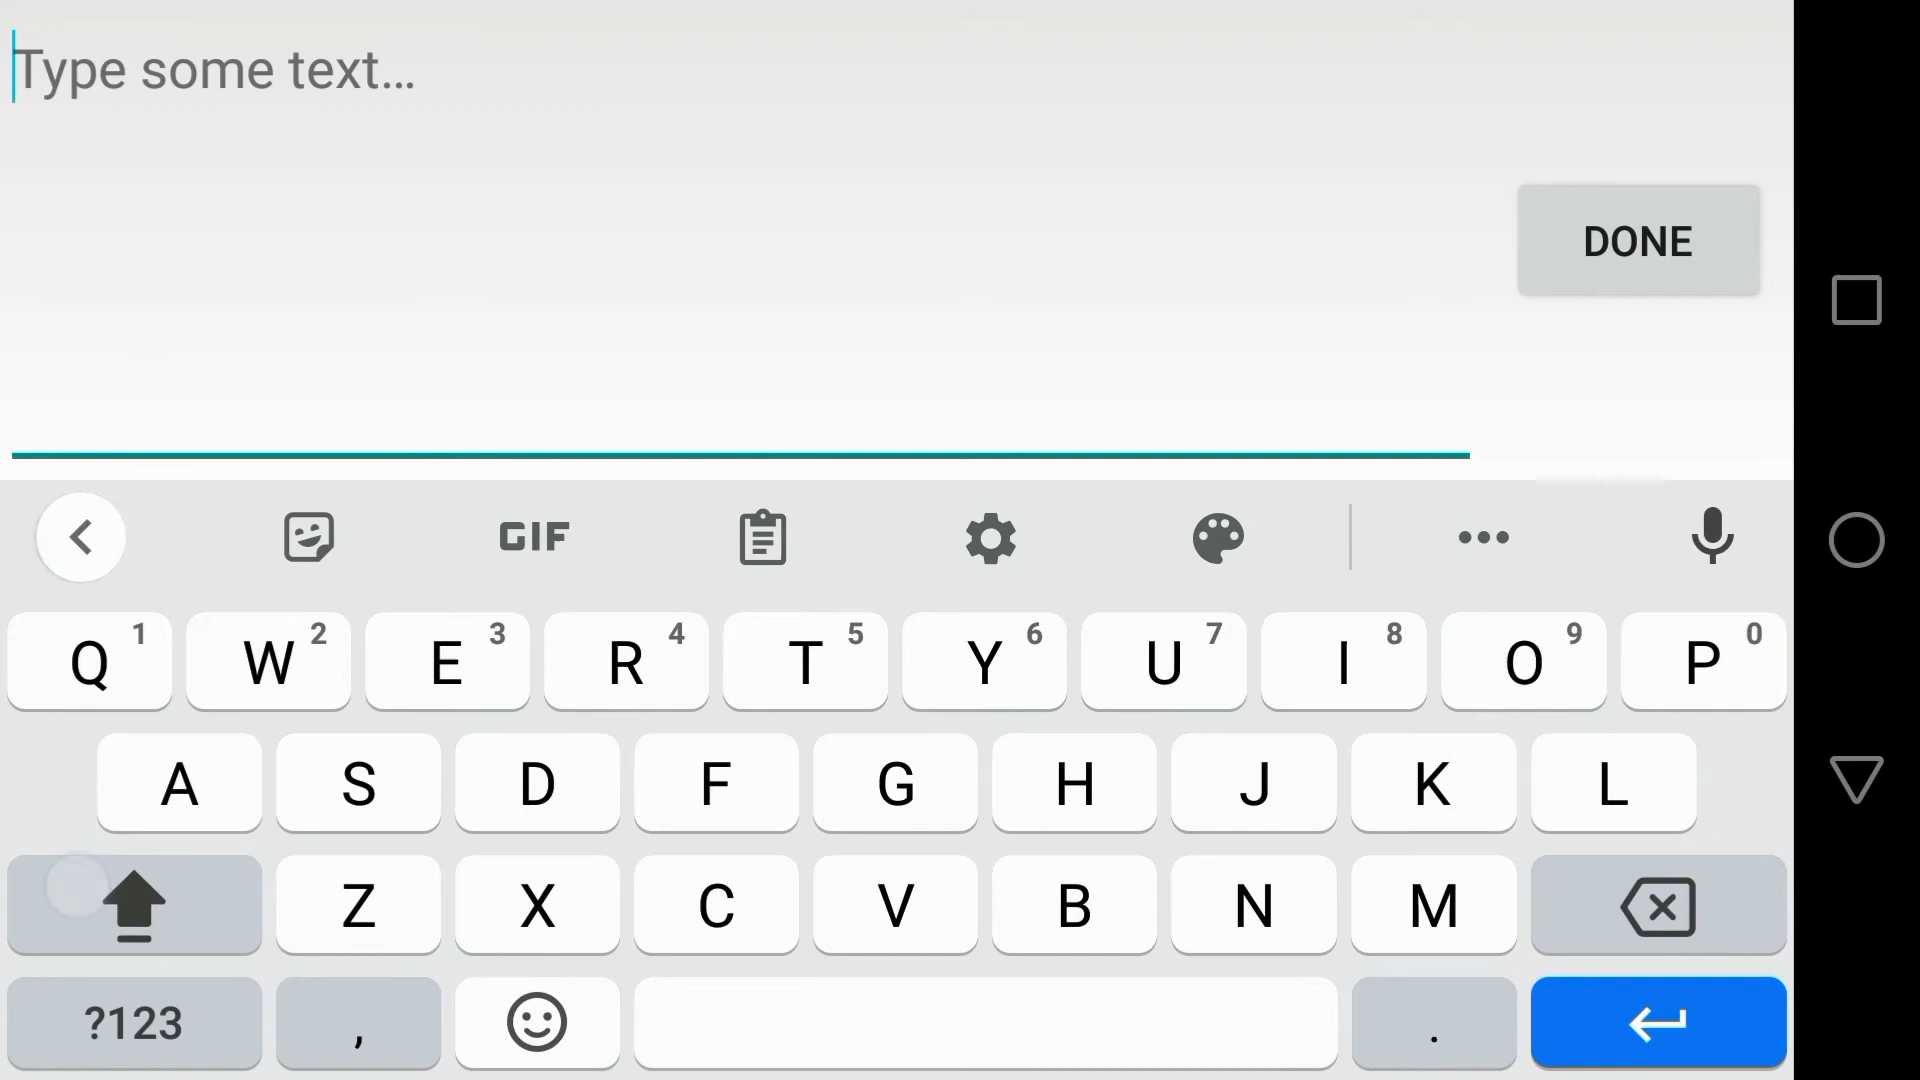 Type some text...
DONE
GIF
Q 1 W 2 E 3 R 4 T 5 Y 6 U 7 I 8 O 9 P 0
A S D F G H J K L
Z X C V B N M
?123 , .